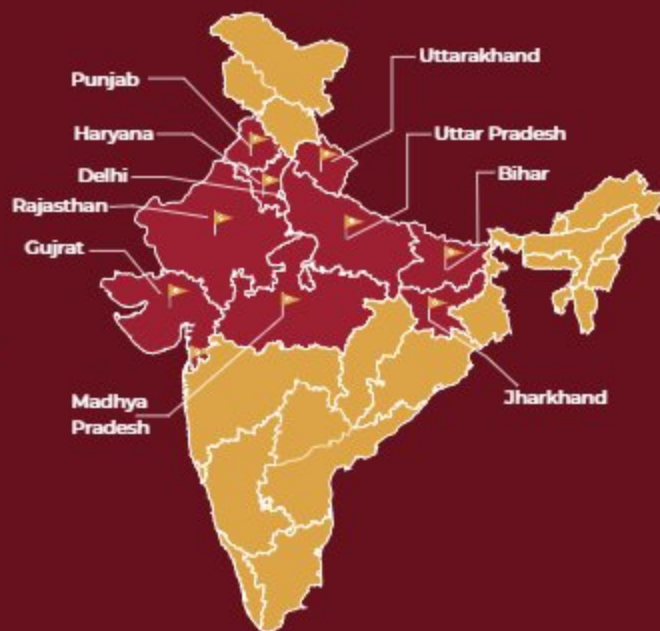 Punjab
Haryana
Delhi
Rajasthan
Gujrat
Madhya
Pradesh
Uttarakhand
Uttar Pradesh
Bihar
Jharkhand